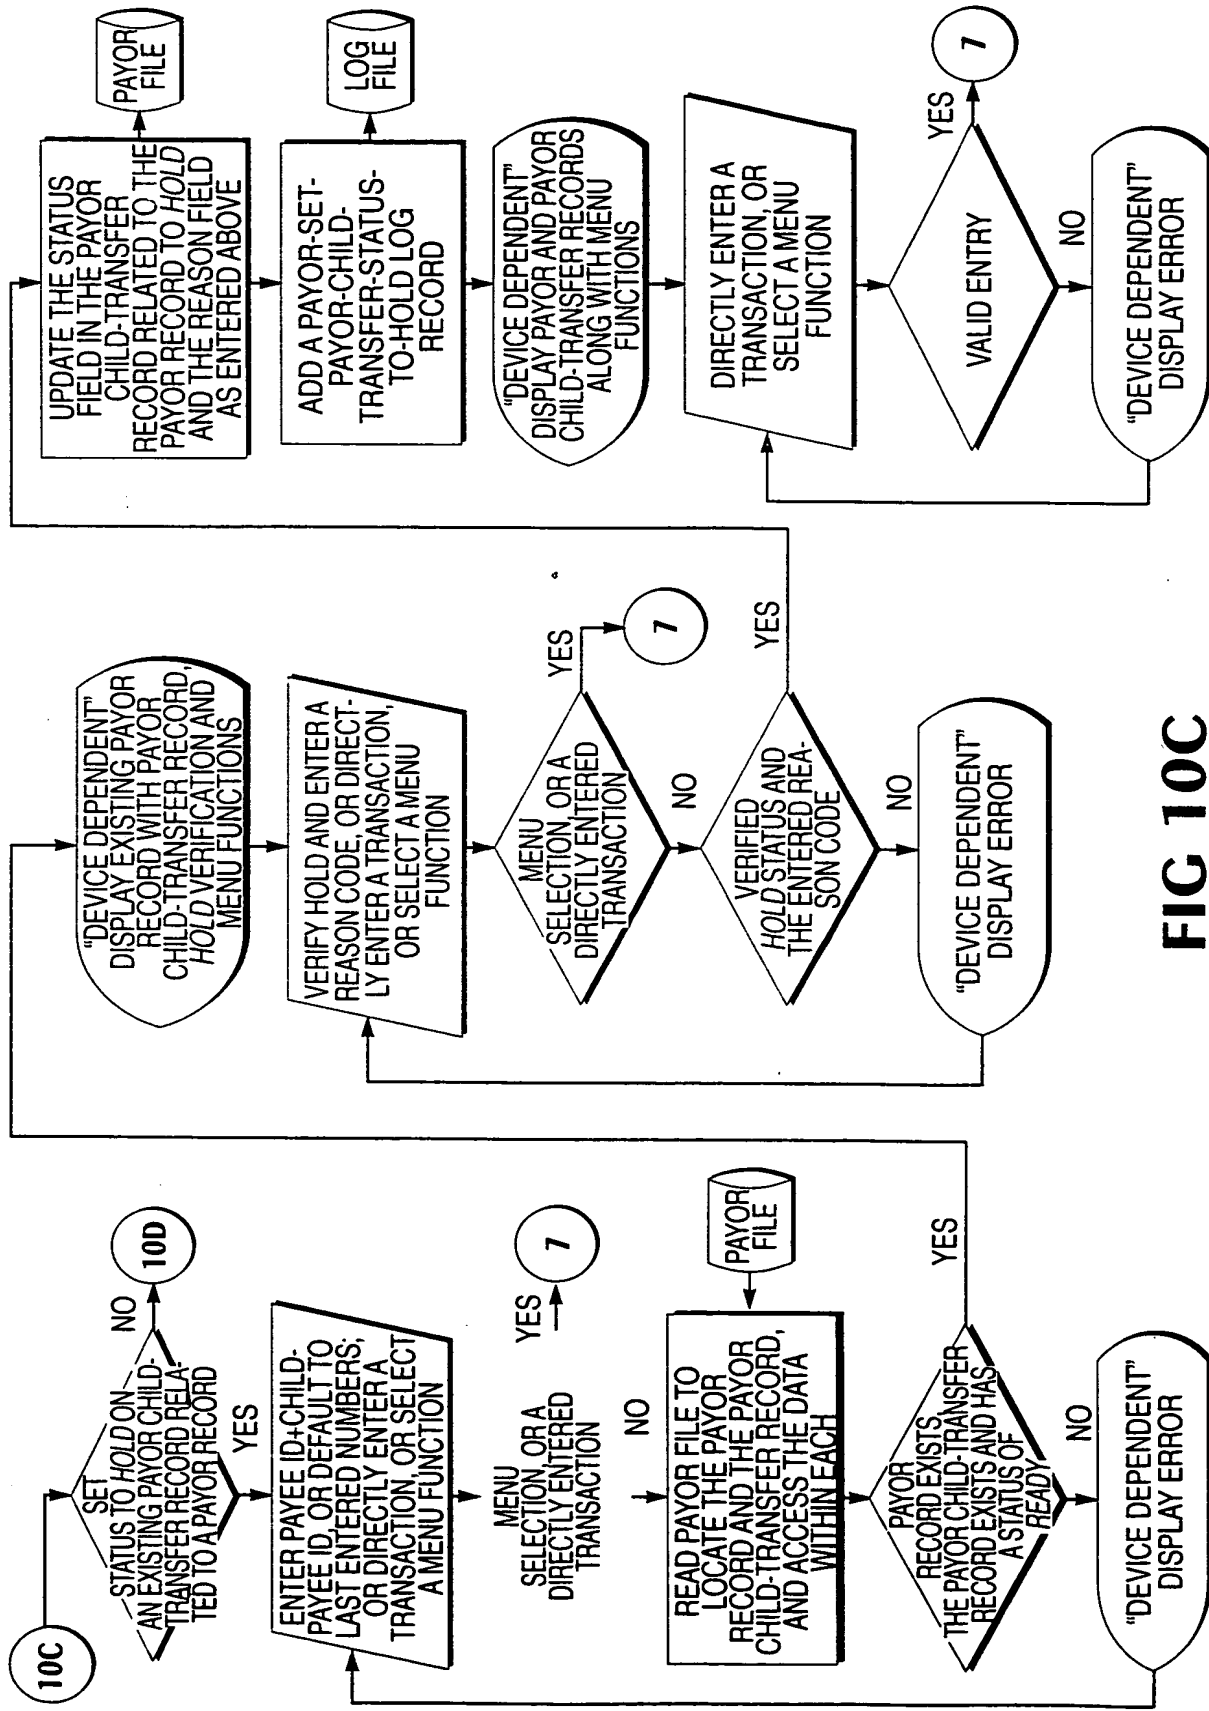 10C
SET
STATUS TO HOLD ON
AN EXISTING PAYOR CHILD-
TRANSFER RECORD RELA-
TED TO A PAYOR RECORD
NO
10D
YES
ENTER PAYEE ID+CHILD-
PAYEE ID, OR DEFAULT TO
LAST ENTERED NUMBERS;
OR DIRECTLY ENTER A
TRANSACTION, OR SELECT
A MENU FUNCTION
MENU
SELECTION, OR A
DIRECTLY ENTERED
TRANSACTION
YES
7
NO
READ PAYOR FILE TO
LOCATE THE PAYOR
RECORD AND THE PAYOR
CHILD-TRANSFER RECORD,
AND ACCESS THE DATA
WITHIN EACH
PAYOR
FILE
PAYOR
RECORD EXISTS,
THE PAYOR CHILD-TRANSFER
RECORD EXISTS AND HAS
A STATUS OF
READY
YES
NO
"DEVICE DEPENDENT"
DISPLAY ERROR
"DEVICE DEPENDENT"
DISPLAY EXISTING PAYOR
RECORD WITH PAYOR
CHILD-TRANSFER RECORD,
HOLD VERIFICATION AND
MENU FUNCTIONS
VERIFY HOLD AND ENTER A
REASON CODE, OR DIRECT-
LY ENTER A TRANSACTION,
OR SELECT A MENU
FUNCTION
MENU
SELECTION, OR A
DIRECTLY ENTERED
TRANSACTION
YES
7
NO
VERIFIED
HOLD STATUS AND
THE ENTERED REA-
SON CODE
YES
NO
"DEVICE DEPENDENT"
DISPLAY ERROR
UPDATE THE STATUS
FIELD IN THE PAYOR
CHILD-TRANSFER
RECORD RELATED TO THE
PAYOR RECORD TO HOLD
AND THE REASON FIELD
AS ENTERED ABOVE
PAYOR
FILE
ADD A PAYOR-SET-
PAYOR-CHILD-
TRANSFER-STATUS-
TO-HOLD LOG
RECORD
LOG
FILE
"DEVICE DEPENDENT"
DISPLAY PAYOR AND PAYOR
CHILD-TRANSFER RECORDS
ALONG WITH MENU
FUNCTIONS
DIRECTLY ENTER A
TRANSACTION, OR
SELECT A MENU
FUNCTION
VALID ENTRY
YES
7
NO
"DEVICE DEPENDENT"
DISPLAY ERROR
FIG 10C